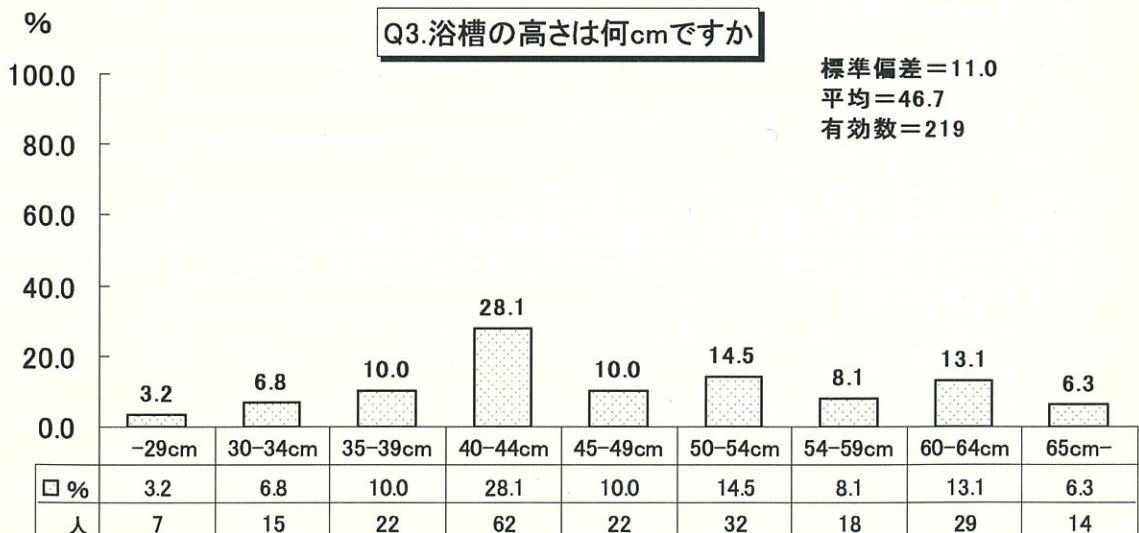 %
Q3.浴槽の高さは何cmですか
標準偏差=11.0
平均=46.7
有効数=219
100.0
80.0
60.0
40.0
20.0
0.0
3.2 6.8 10.0 28.1 10.0 14.5 8.1 13.1 6.3
-29cm 30-34cm 35-39cm 40-44cm 45-49cm 50-54cm 54-59cm 60-64cm 65cm-
% 3.2 6.8 10.0 28.1 10.0 14.5 8.1 13.1 6.3
人 7 15 22 62 22 32 18 29 14